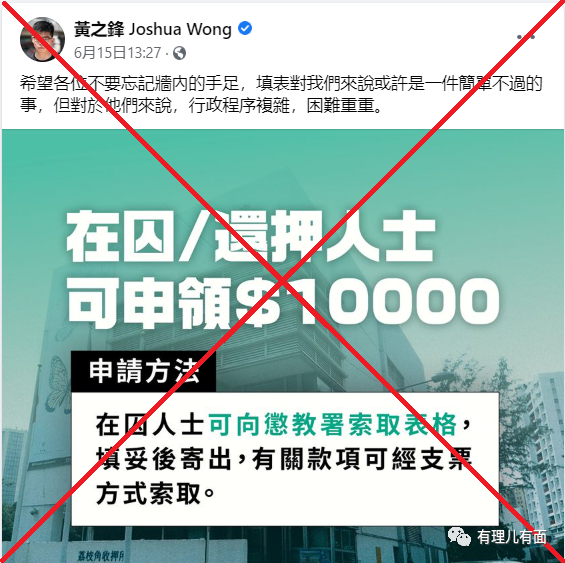 黃之鋒 Joshua Wong
6月15日13:27
希望各位不要忘記牆內的手足，填表對我們來說或許是一件簡單不過的
事，但對於他們來說，行政程序複雜，困難重重。
在囚/還押人士
可申領$10000
申請方法
在囚人士可向懲教署索取表格，
填妥後寄出，有關款項可經支票
方式索取。
荔枝角收押所
有理儿有面